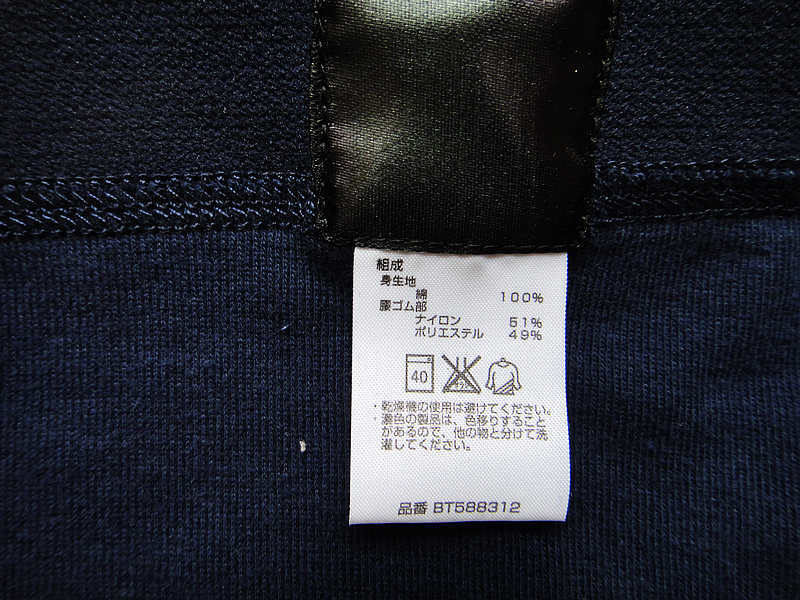 組成
身生地
綿 100%
腰ゴム部
ナイロン 51%
ポリエステル 49%
40
・乾燥機の使用は避けてください。
・濃色の製品は、色移りすること
があるので、他の物と分けて洗
濯してください。
品番 BT588312